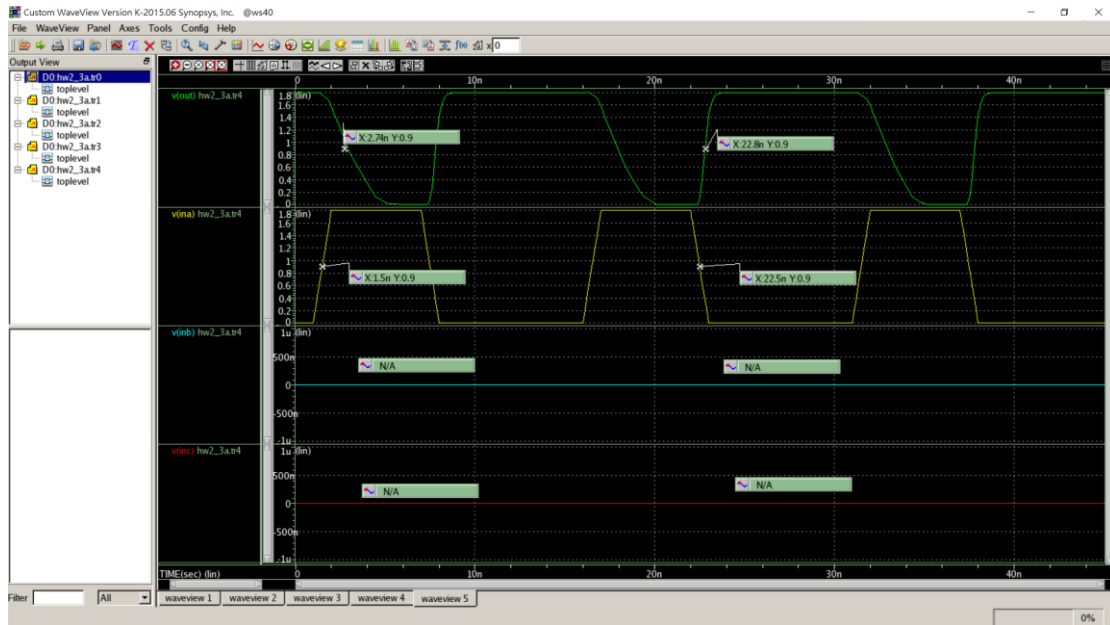 Custom WaveView Version K-2015.06 Synopsys, Inc. @ws40
File WaveView Panel Axes Tools Config Help
x 0
Output View
D0:hw2_3a.tr0
toplevel
D0:hw2_3a.tr1
toplevel
D0:hw2_3a.tr2
toplevel
D0:hw2_3a.tr3
toplevel
D0:hw2_3a.tr4
toplevel
0 10n 20n 30n 40n
v(out) hw2_3a.tr4
1.8 (lin)
1.6
1.4
1.2
1
0.8
0.6
0.4
0.2
0
X:2.74n Y:0.9
X:22.8n Y:0.9
v(ina) hw2_3a.tr4
1.8 (lin)
1.6
1.4
1.2
1
0.8
0.6
0.4
0.2
0
X:1.5n Y:0.9
X:22.5n Y:0.9
v(inb) hw2_3a.tr4
1u (lin)
500n
0
-500n
-1u
N/A
N/A
v(inc) hw2_3a.tr4
1u (lin)
500n
0
-500n
-1u
N/A
N/A
TIME(sec) (lin)
0 10n 20n 30n 40n
Filter All
waveview 1 waveview 2 waveview 3 waveview 4 waveview 5
0%